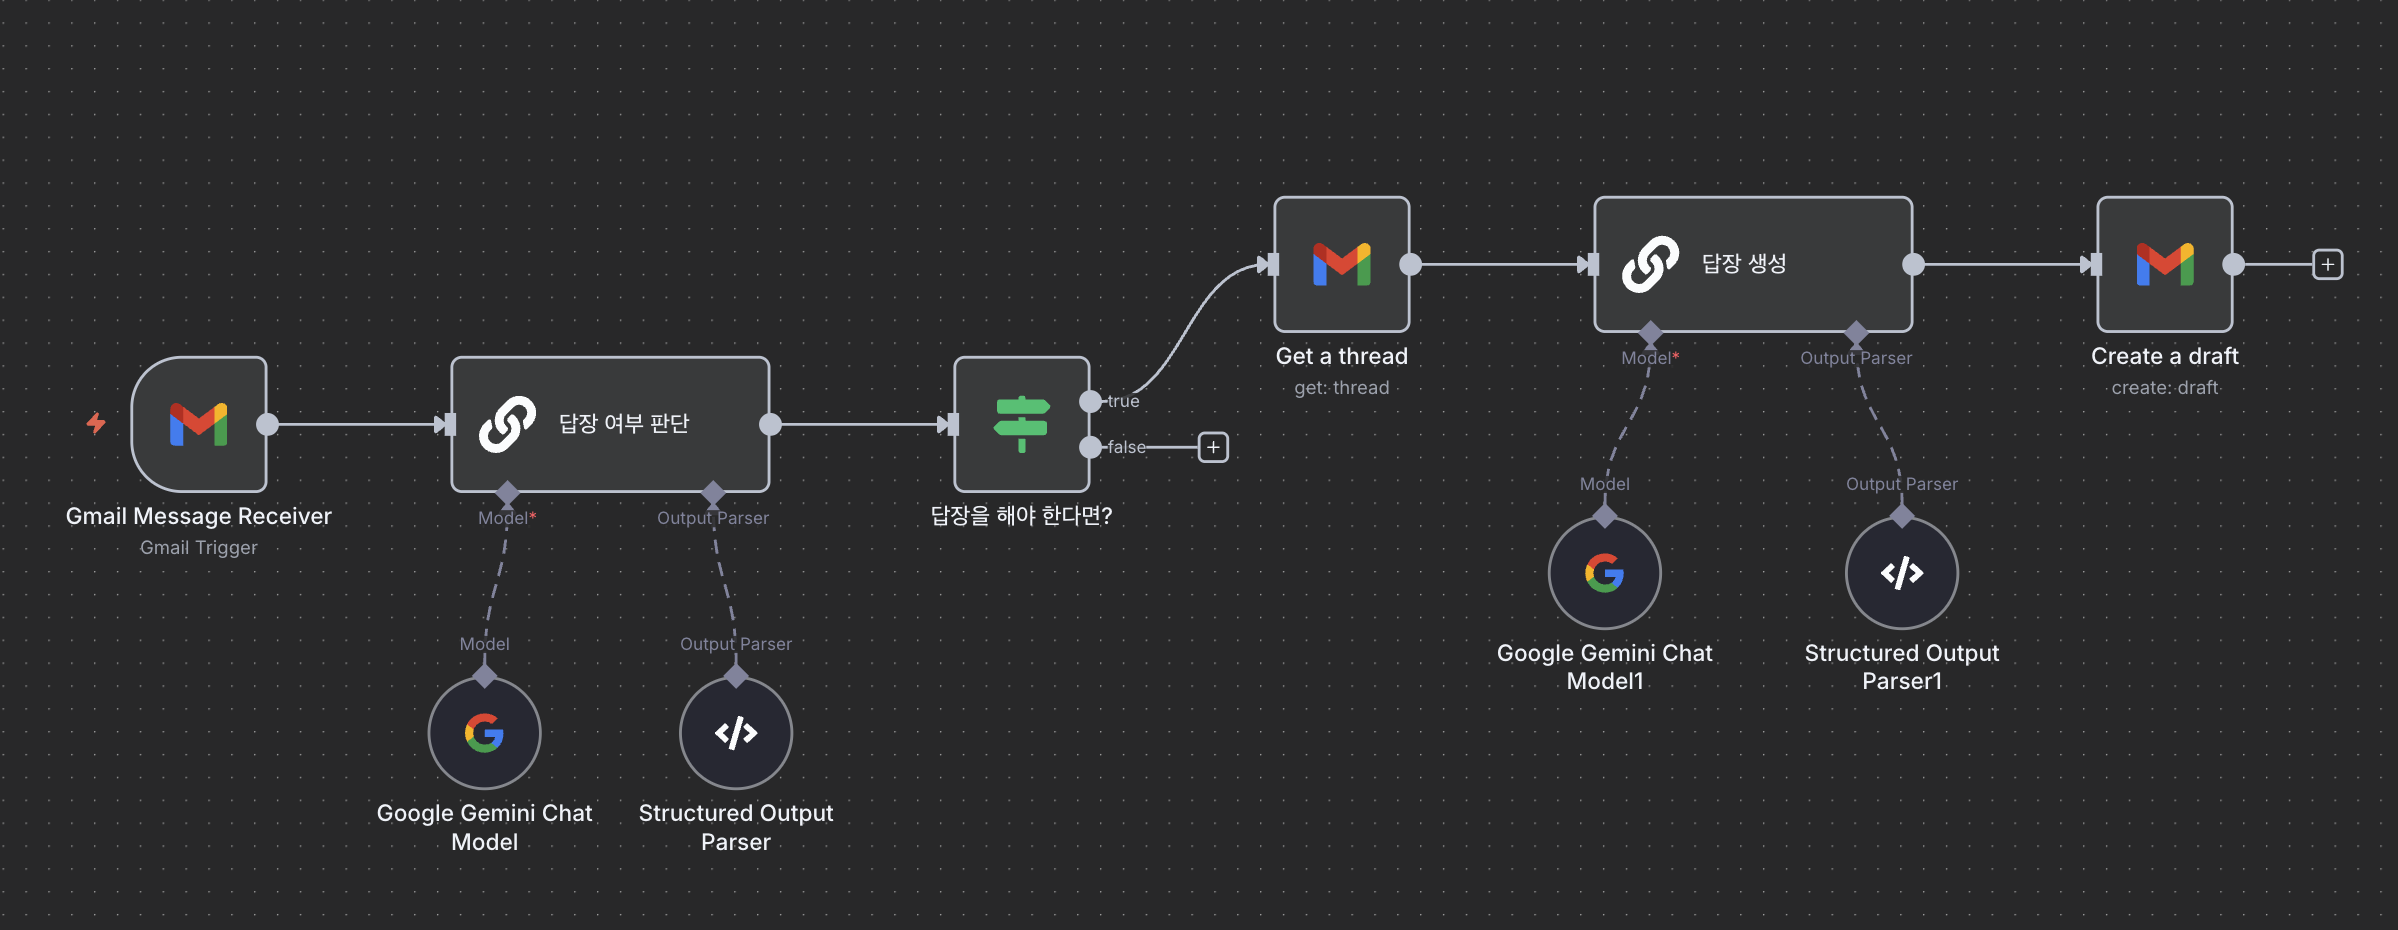 Gmail Message Receiver
Gmail Trigger
답장 여부 판단
Model*
Output Parser
Model
Output Parser
Google Gemini Chat
Model
Structured Output
Parser
답장을 해야 한다면?
true
false
Get a thread
get: thread
답장 생성
Model*
Output Parser
Model
Output Parser
Google Gemini Chat
Model1
Structured Output
Parser1
Create a draft
create: draft